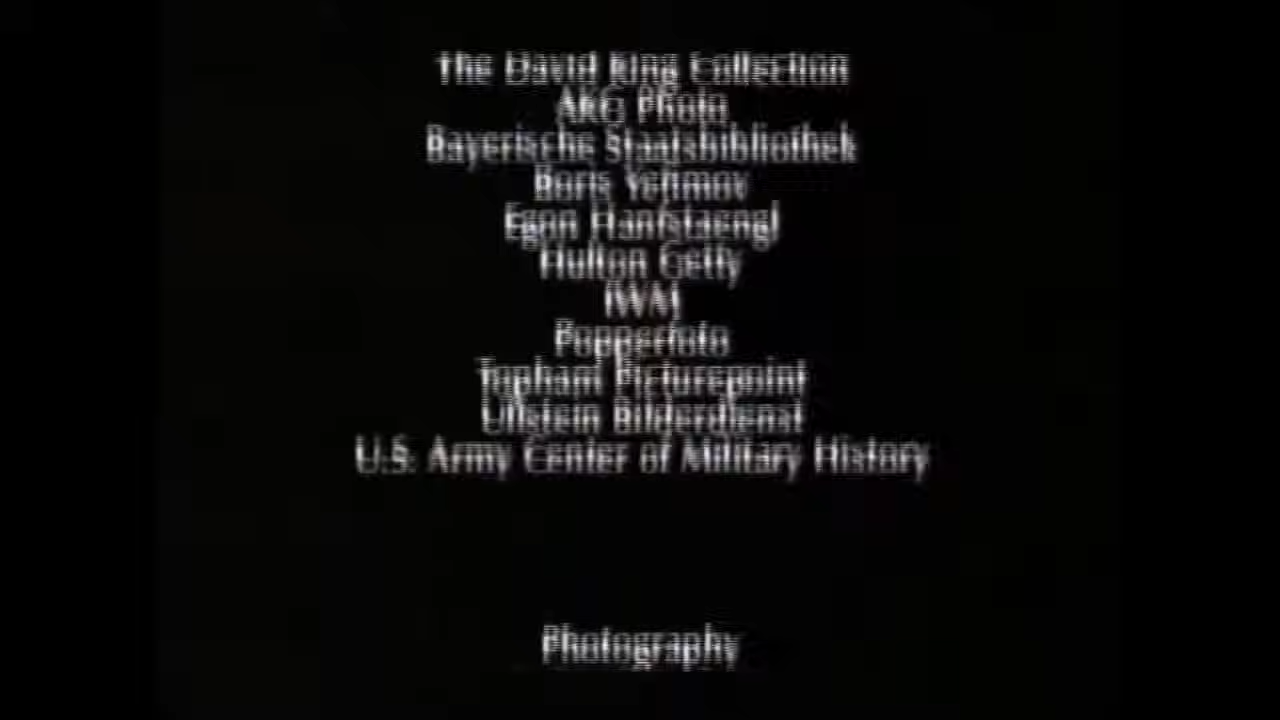 The David King Collection
AKG Photo
Bayerische Staatsbibliothek
Boris Yefimov
Egon Hanfstaengl
Hulton Getty
IWM
Popperfoto
Topham Picturepoint
Ullstein Bilderdienst
U.S. Army Center of Military History
Photography